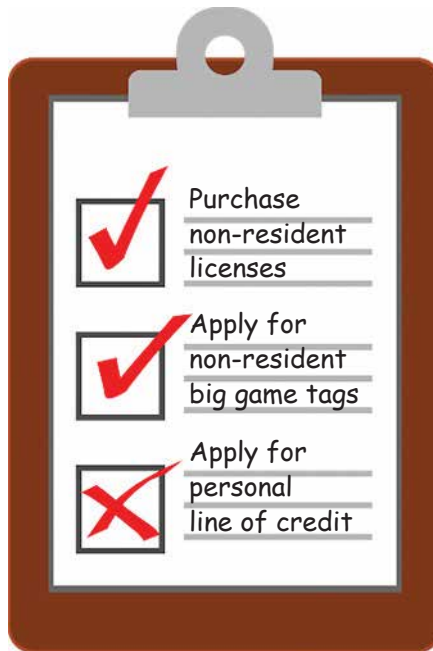 Purchase
non-resident
licenses
Apply for
non-resident
big game tags
Apply for
personal
line of credit